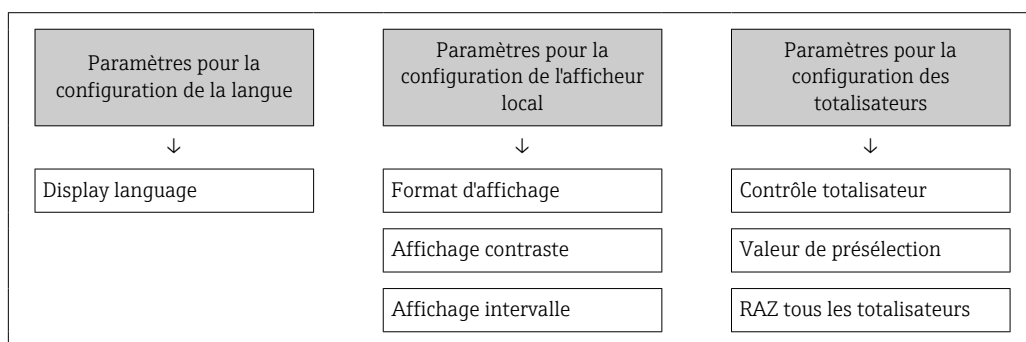 Paramètres pour la
configuration de la langue
↓
Display language
Paramètres pour la
configuration de l'afficheur
local
↓
Format d'affichage
Affichage contraste
Affichage intervalle
Paramètres pour la
configuration des
totalisateurs
↓
Contrôle totalisateur
Valeur de présélection
RAZ tous les totalisateurs